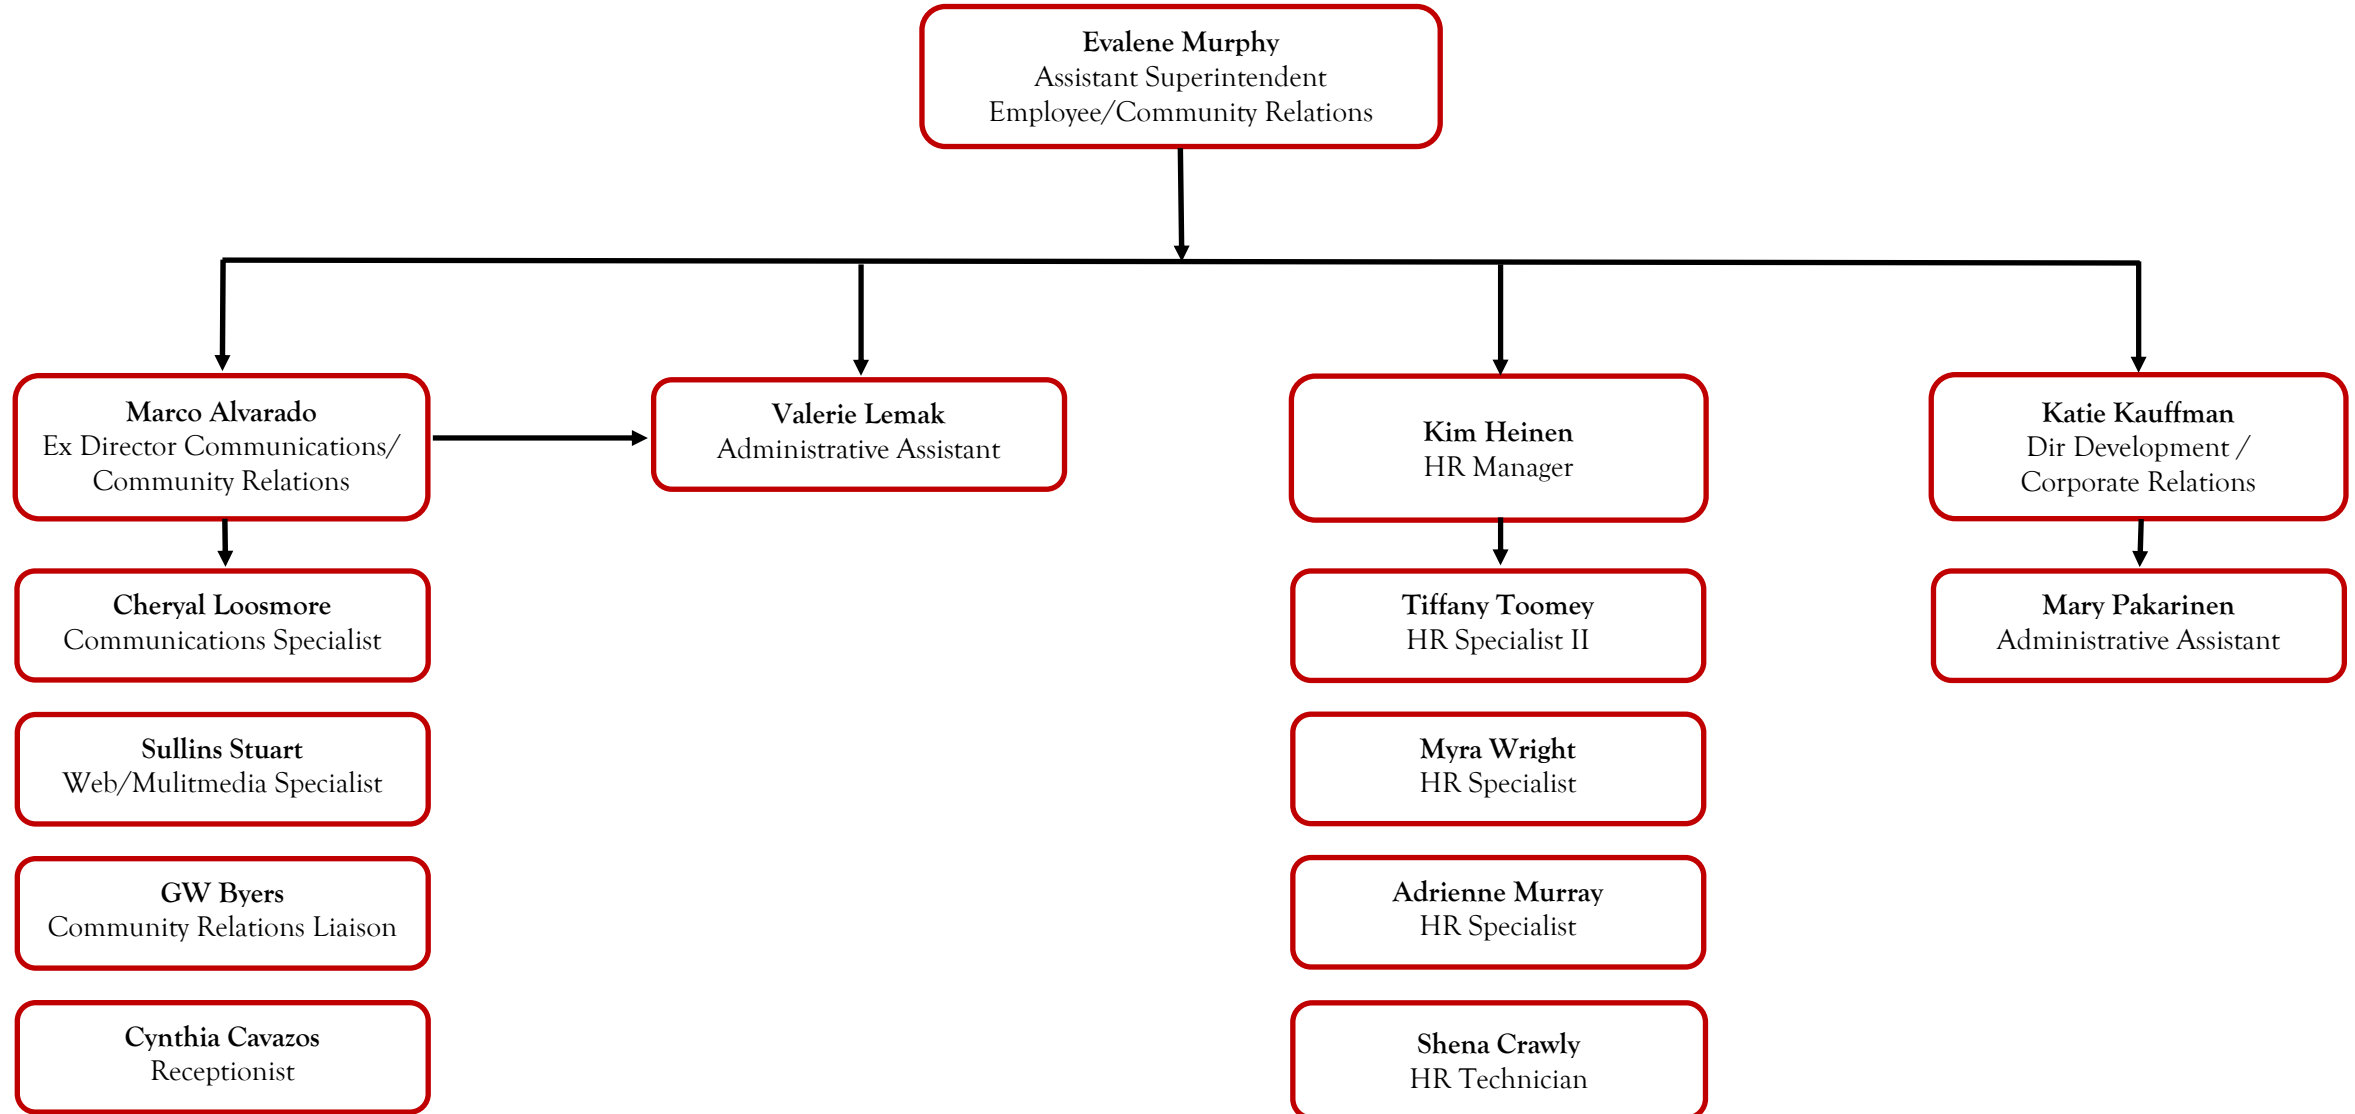 Evalene Murphy
Assistant Superintendent
Employee/Community Relations
Marco Alvarado
Ex Director Communications/
Community Relations
Valerie Lemak
Administrative Assistant
Kim Heinen
HR Manager
Katie Kauffman
Dir Development /
Corporate Relations
Cheryal Loosmore
Communications Specialist
Tiffany Toomey
HR Specialist II
Mary Pakarinen
Administrative Assistant
Sullins Stuart
Web/Mulitmedia Specialist
Myra Wright
HR Specialist
GW Byers
Community Relations Liaison
Adrienne Murray
HR Specialist
Cynthia Cavazos
Receptionist
Shena Crawly
HR Technician